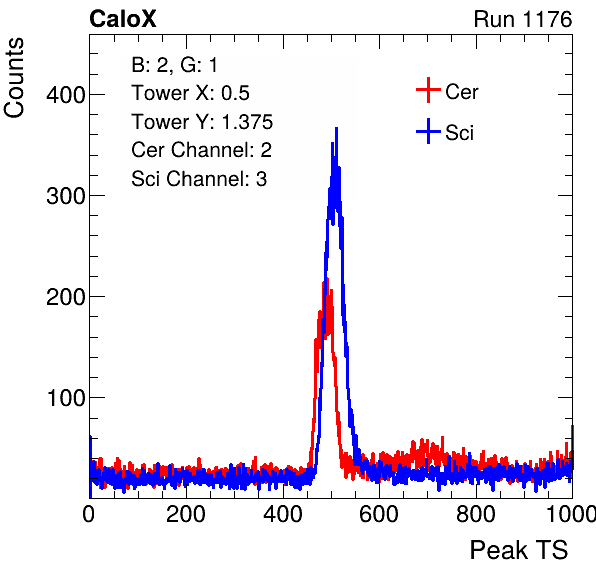 CaloX
Run 1176
Counts
B: 2, G: 1
Tower X: 0.5
Tower Y: 1.375
Cer Channel: 2
Sci Channel: 3
Cer
Sci
400
300
200
100
0
200
400
600
800
1000
Peak TS